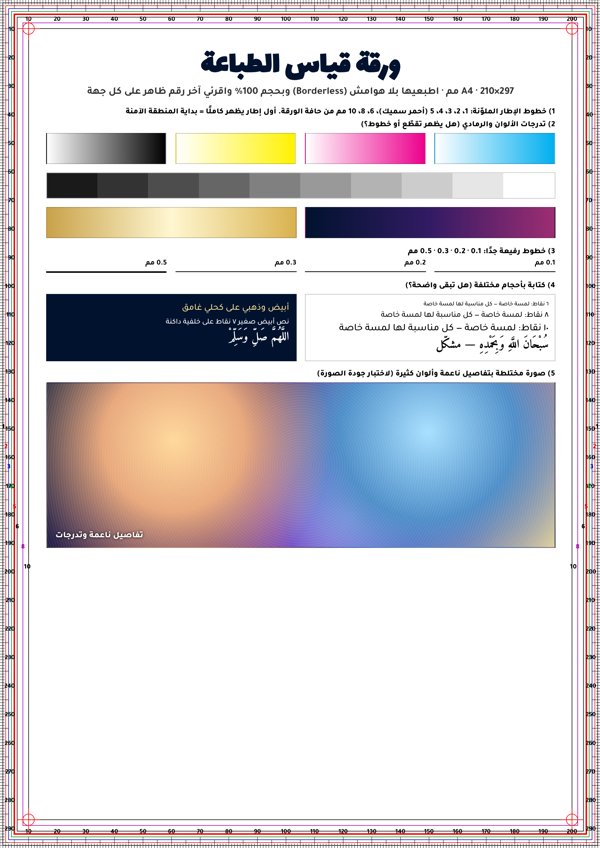 ورقة قياس الطباعة
A4 · 210x297 مم · اطبعيها بلا هوامش (Borderless) وبحجم 100% واقرئي آخر رقم ظاهر على كل جهة
1) خطوط الإطار الملوّنة: 1، 2، 3، 4، 5 (أحمر سميك)، 6، 8، 10 مم من حافة الورقة. أول إطار يظهر كاملًا = بداية المنطقة الآمنة
2) تدرجات الألوان والرمادي (هل يظهر تقطّع أو خطوط؟)
3) خطوط رفيعة جدًا: 0.1 · 0.2 · 0.3 · 0.5 مم
0.1 مم
0.2 مم
0.3 مم
0.5 مم
4) كتابة بأحجام مختلفة (هل تبقى واضحة؟)
٦ نقاط: لمسة خاصة — كل مناسبة لها لمسة خاصة
٨ نقاط: لمسة خاصة — كل مناسبة لها لمسة خاصة
١٠ نقاط: لمسة خاصة — كل مناسبة لها لمسة خاصة
سُبْحَانَ اللَّهِ وَبِحَمْدِهِ — مشكّل
أبيض وذهبي على كحلي غامق
نص أبيض صغير ٧ نقاط على خلفية داكنة
اللَّهُمَّ صَلِّ وَسَلِّمْ
5) صورة مختلطة بتفاصيل ناعمة وألوان كثيرة (لاختبار جودة الصورة)
تفاصيل ناعمة وتدرجات